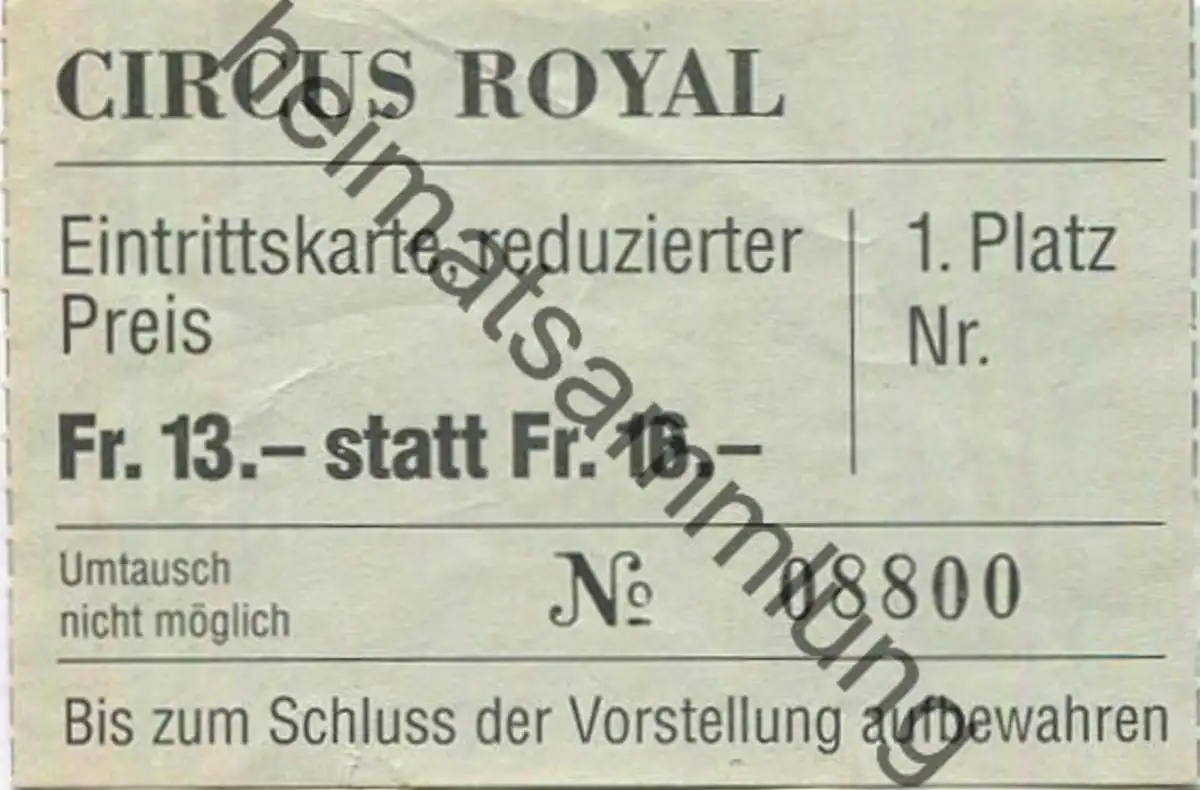 CIRCUS ROYAL
Eintrittskarte, reduzierter
Preis
1. Platz
Nr.
Fr. 13.– statt Fr. 16.–
Umtausch
nicht möglich
No 08800
Bis zum Schluss der Vorstellung aufbewahren
heimatsammlung